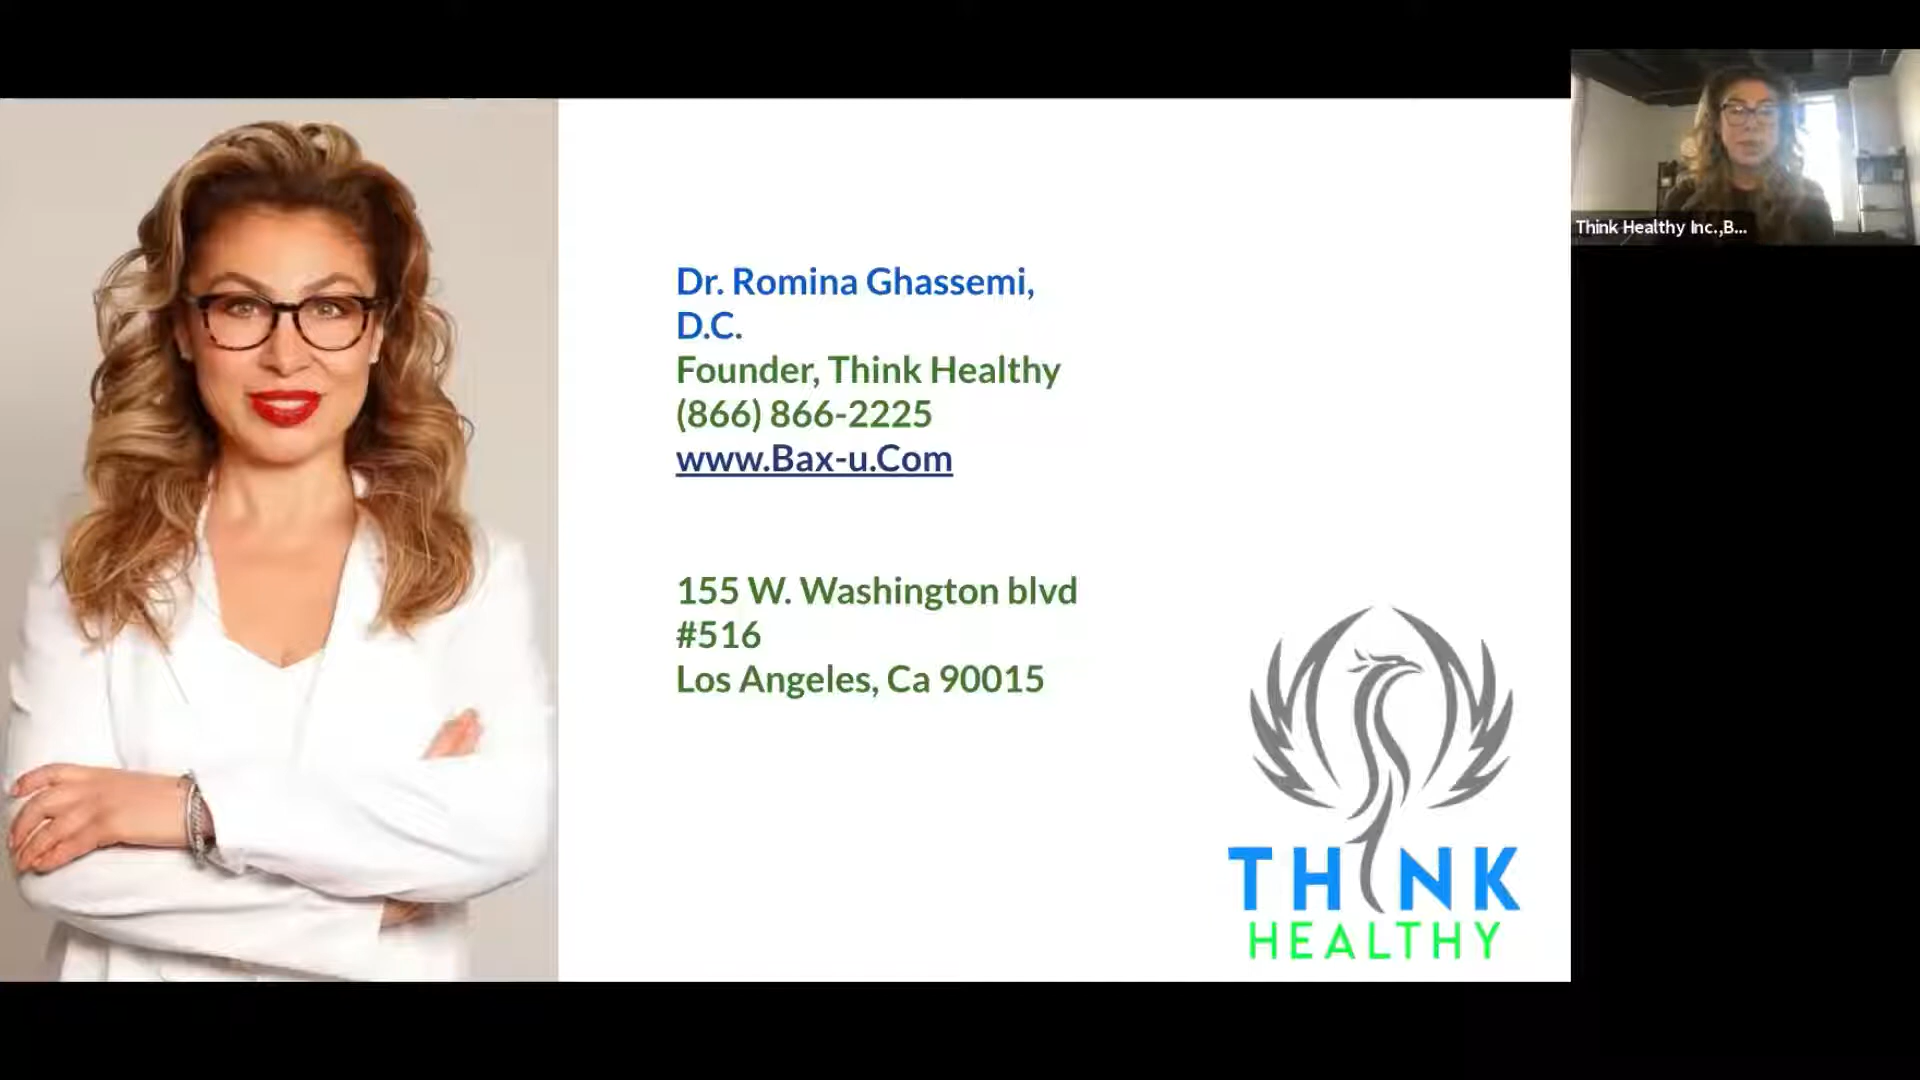 Dr. Romina Ghassemi,
D.C.
Founder, Think Healthy
(866) 866-2225
www.Bax-u.Com
155 W. Washington blvd
#516
Los Angeles, Ca 90015
THINK
HEALTHY
Think Healthy Inc.,B...